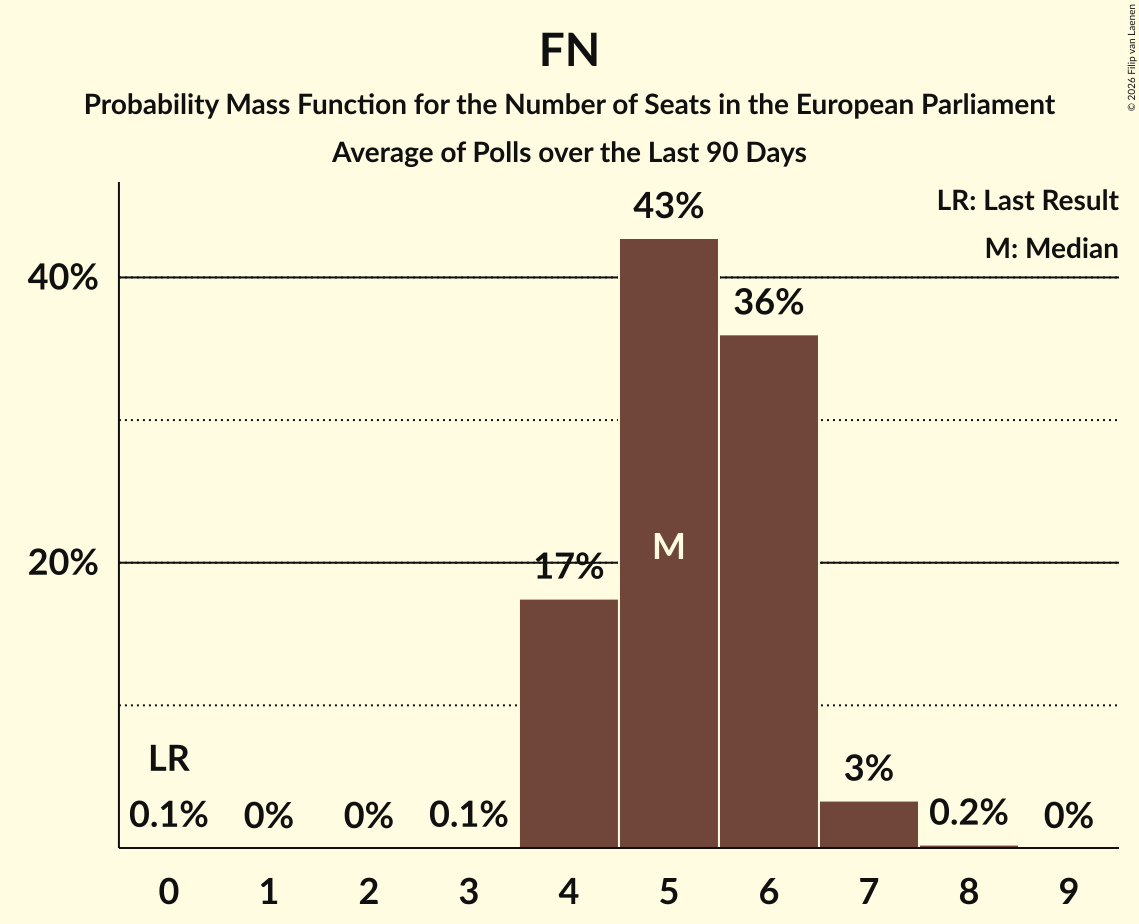 FN
Probability Mass Function for the Number of Seats in the European Parliament
Average of Polls over the Last 90 Days
© 2026 Filip van Laenen
LR: Last Result
M: Median
43%
40%
36%
M
20%
17%
LR
3%
0.1% 0% 0% 0.1% 0.2% 0%
0 1 2 3 4 5 6 7 8 9